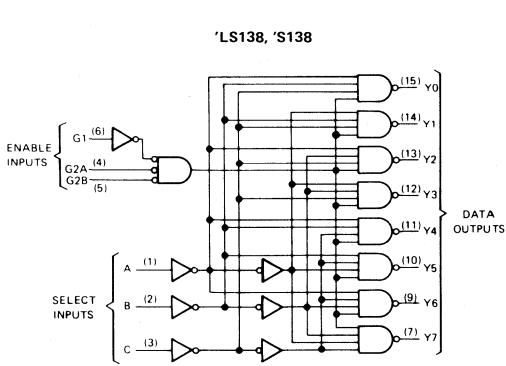 'LS138, 'S138
(15) Y0
(14) Y1
(13) Y2
(12) Y3
(11) Y4
(10) Y5
(9) Y6
(7) Y7
DATA
OUTPUTS
ENABLE
INPUTS
G1 (6)
G2A (4)
G2B (5)
SELECT
INPUTS
A (1)
B (2)
C (3)